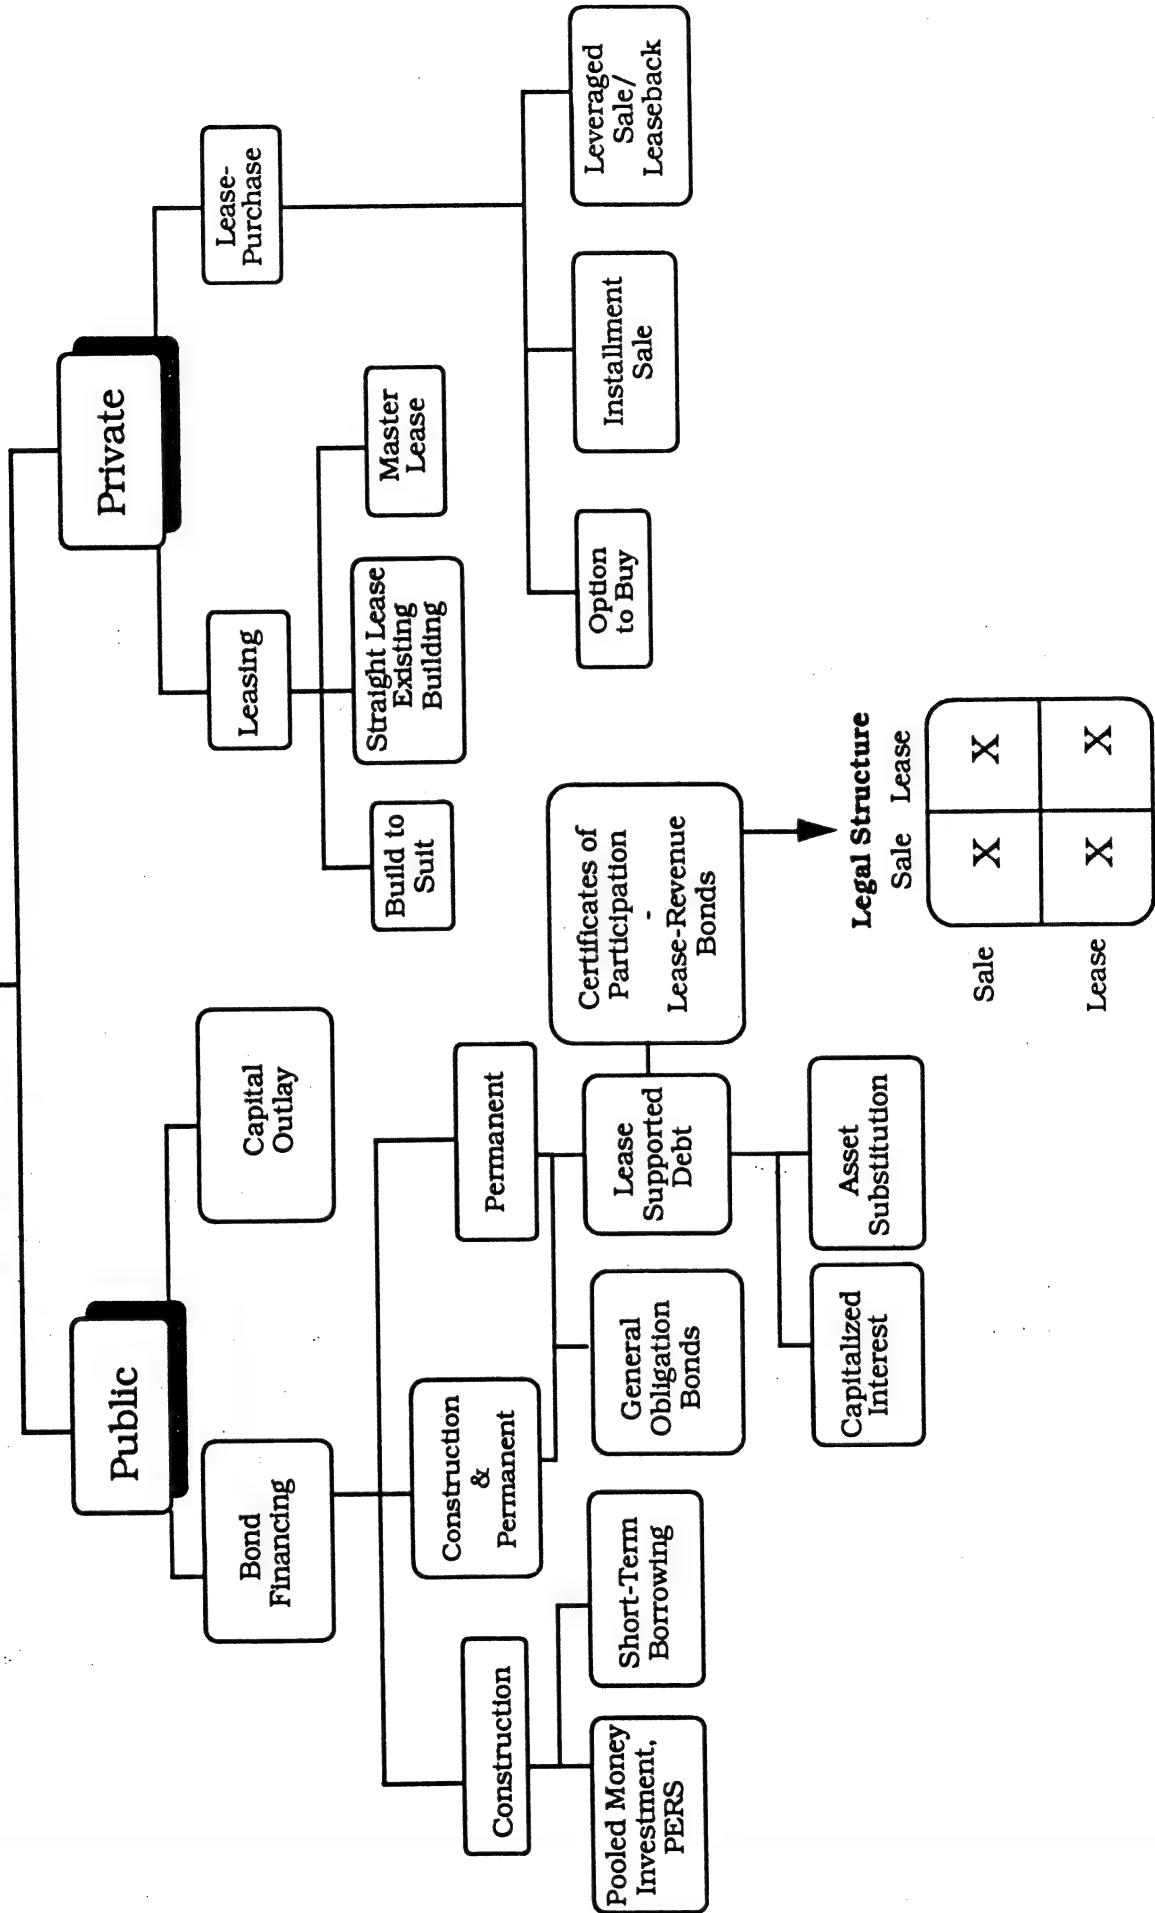 Public
Private
Bond
Financing
Capital
Outlay
Leasing
Lease-
Purchase
Construction
Construction
&
Permanent
Permanent
Build to
Suit
Straight Lease
Existing
Building
Master
Lease
Pooled Money
Investment,
PERS
Short-Term
Borrowing
General
Obligation
Bonds
Lease
Supported
Debt
Certificates of
Participation
-
Lease-Revenue
Bonds
Option
to Buy
Installment
Sale
Leveraged
Sale/
Leaseback
Capitalized
Interest
Asset
Substitution
Legal Structure
Sale Lease
Sale X X
Lease X X